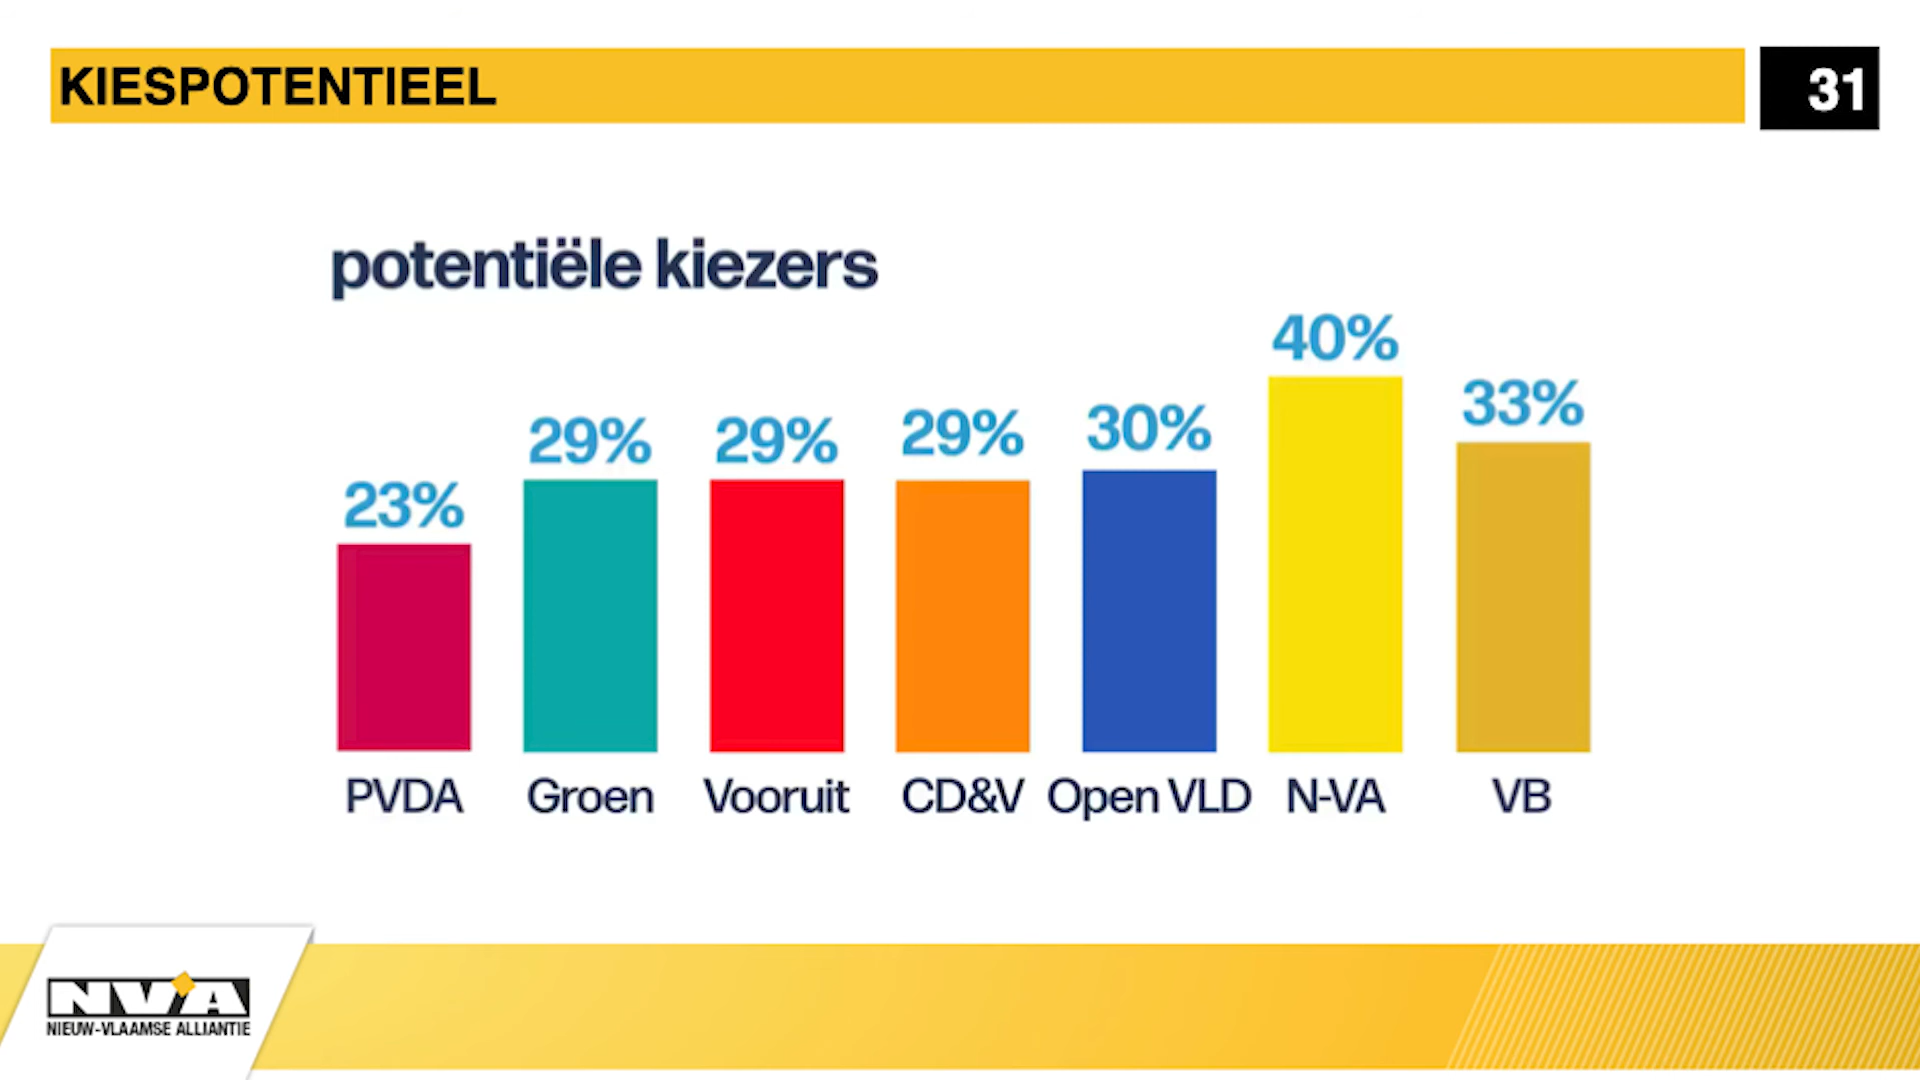 KIESPOTENTIEEL
31
potentiële kiezers
23%
29%
29%
29%
30%
40%
33%
PVDA
Groen
Vooruit
CD&V
Open VLD
N-VA
VB
N-VA
NIEUW-VLAAMSE ALLIANTIE